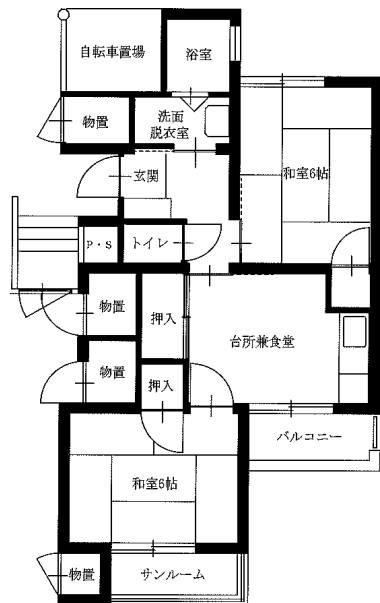 自転車置場
浴室
物置
洗面
脱衣室
玄関
和室6帖
P・S
トイレ
物置
押入
台所兼食堂
物置
押入
バルコニー
和室6帖
物置
サンルーム